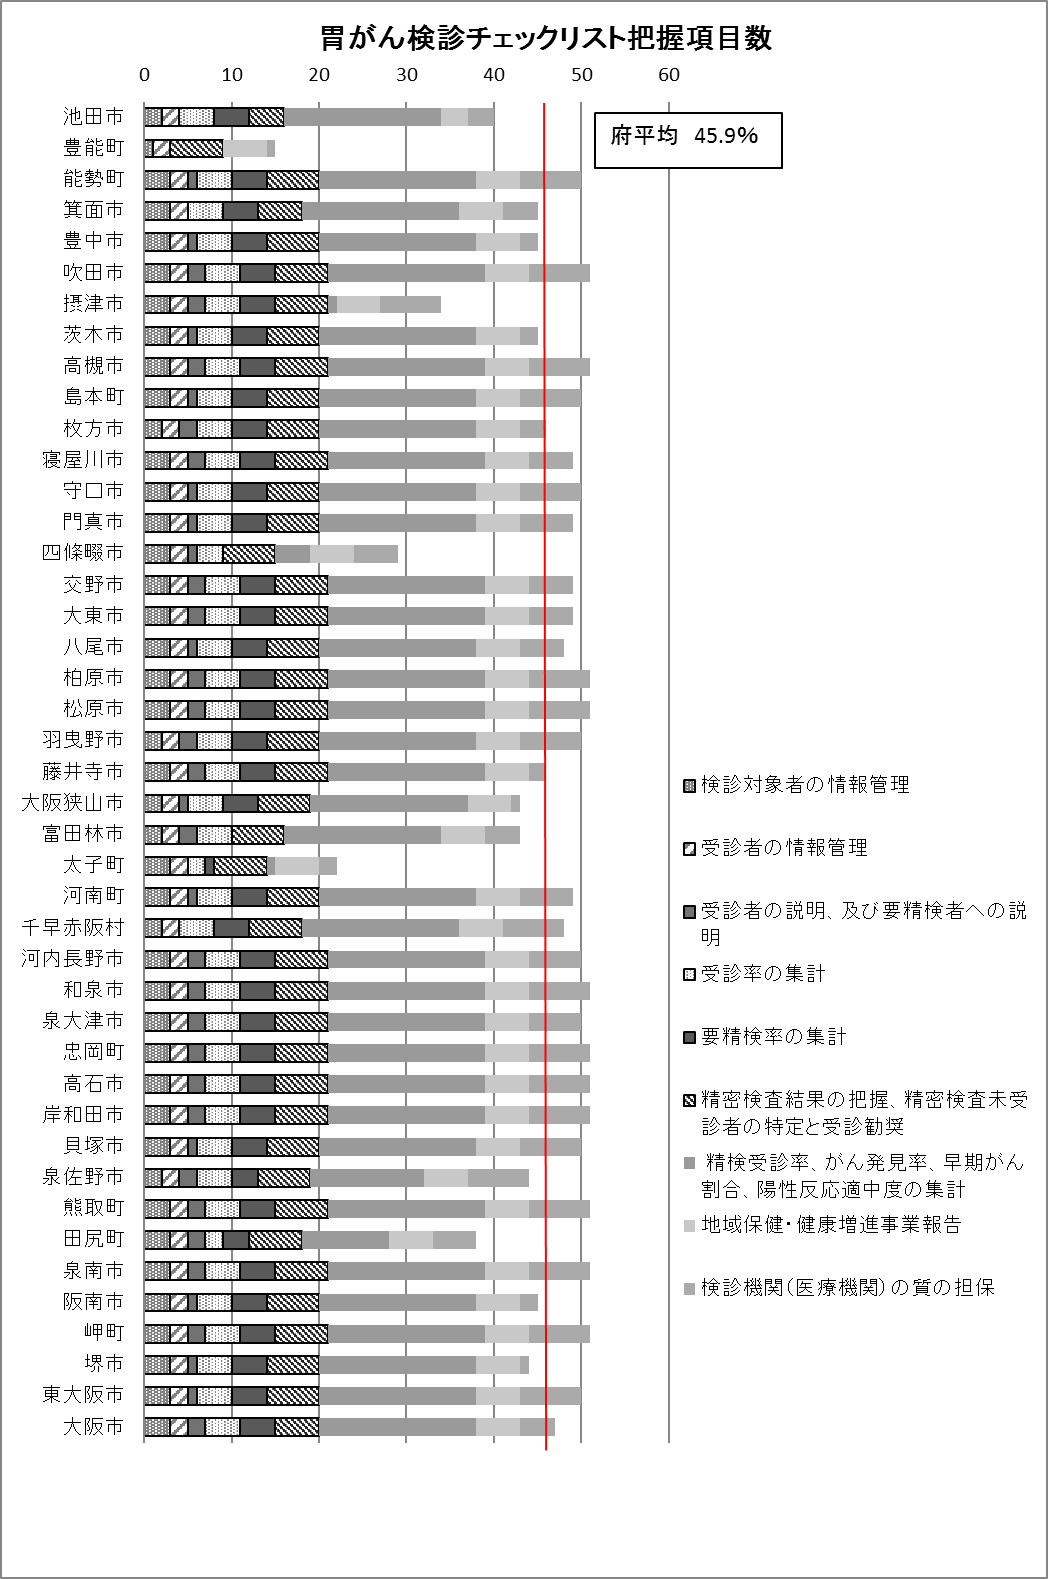 胃がん検診チェックリスト把握項目数
0 10 20 30 40 50 60
府平均 45.9%
池田市
豊能町
能勢町
箕面市
豊中市
吹田市
摂津市
茨木市
高槻市
島本町
枚方市
寝屋川市
守口市
門真市
四條畷市
交野市
大東市
八尾市
柏原市
松原市
羽曳野市
藤井寺市
大阪狭山市
富田林市
太子町
河南町
千早赤阪村
河内長野市
和泉市
泉大津市
忠岡町
高石市
岸和田市
貝塚市
泉佐野市
熊取町
田尻町
泉南市
阪南市
岬町
堺市
東大阪市
大阪市
検診対象者の情報管理
受診者の情報管理
受診者の説明、及び要精検者への説
明
受診率の集計
要精検率の集計
精密検査結果の把握、精密検査未受
診者の特定と受診勧奨
精検受診率、がん発見率、早期がん
割合、陽性反応適中度の集計
地域保健・健康増進事業報告
検診機関（医療機関）の質の担保